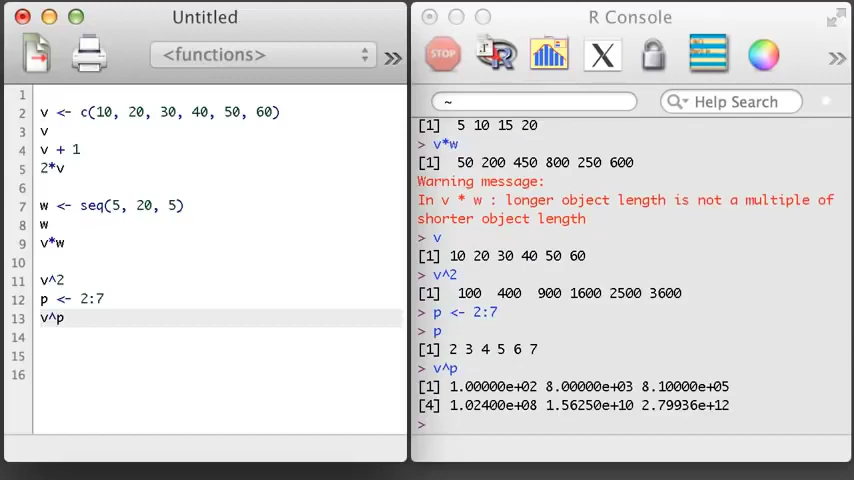 Untitled
<functions>
»
1
2 v <- c(10, 20, 30, 40, 50, 60)
3 v
4 v + 1
5 2*v
6
7 w <- seq(5, 20, 5)
8 w
9 v*w
10
11 v^2
12 p <- 2:7
13 v^p
14
15
16
R Console
STOP
R
X
»
~
Help Search
[1]  5 10 15 20
> v*w
[1]  50 200 450 800 250 600
Warning message:
In v * w : longer object length is not a multiple of
shorter object length
> v
[1] 10 20 30 40 50 60
> v^2
[1]  100  400  900 1600 2500 3600
> p <- 2:7
> p
[1] 2 3 4 5 6 7
> v^p
[1] 1.00000e+02 8.00000e+03 8.10000e+05
[4] 1.02400e+08 1.56250e+10 2.79936e+12
>